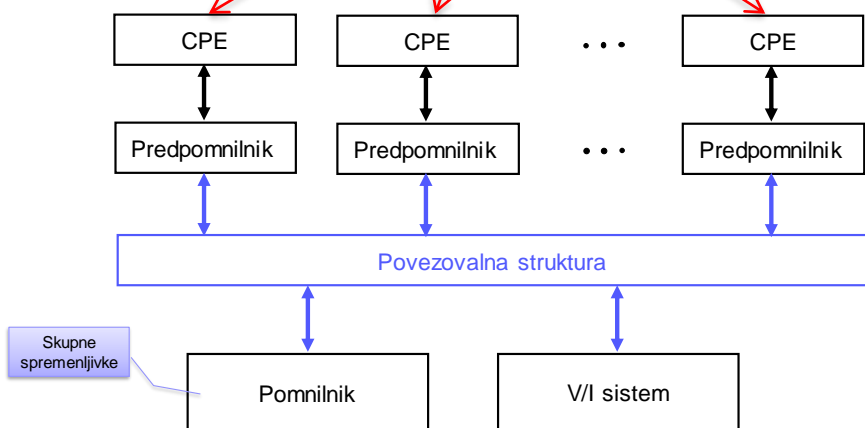 CPE CPE ... CPE
Predpomnilnik Predpomnilnik ... Predpomnilnik
Povezovalna struktura
Skupne
spremenljivke
Pomnilnik V/I sistem